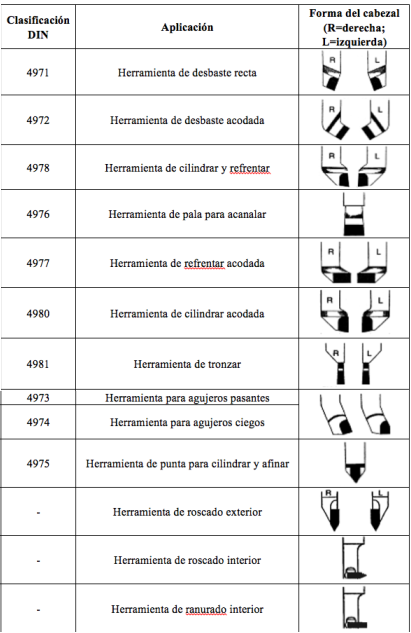 Clasificación
DIN
Aplicación
Forma del cabezal
(R=derecha;
L=izquierda)
4971
Herramienta de desbaste recta
R L
4972
Herramienta de desbaste acodada
R L
4978
Herramienta de cilindrar y refrentar
R L
4976
Herramienta de pala para acanalar
4977
Herramienta de refrentar acodada
R L
4980
Herramienta de cilindrar acodada
R L
4981
Herramienta de tronzar
R L
4973
Herramienta para agujeros pasantes
4974
Herramienta para agujeros ciegos
4975
Herramienta de punta para cilindrar y afinar
-
Herramienta de roscado exterior
R L
-
Herramienta de roscado interior
-
Herramienta de ranurado interior